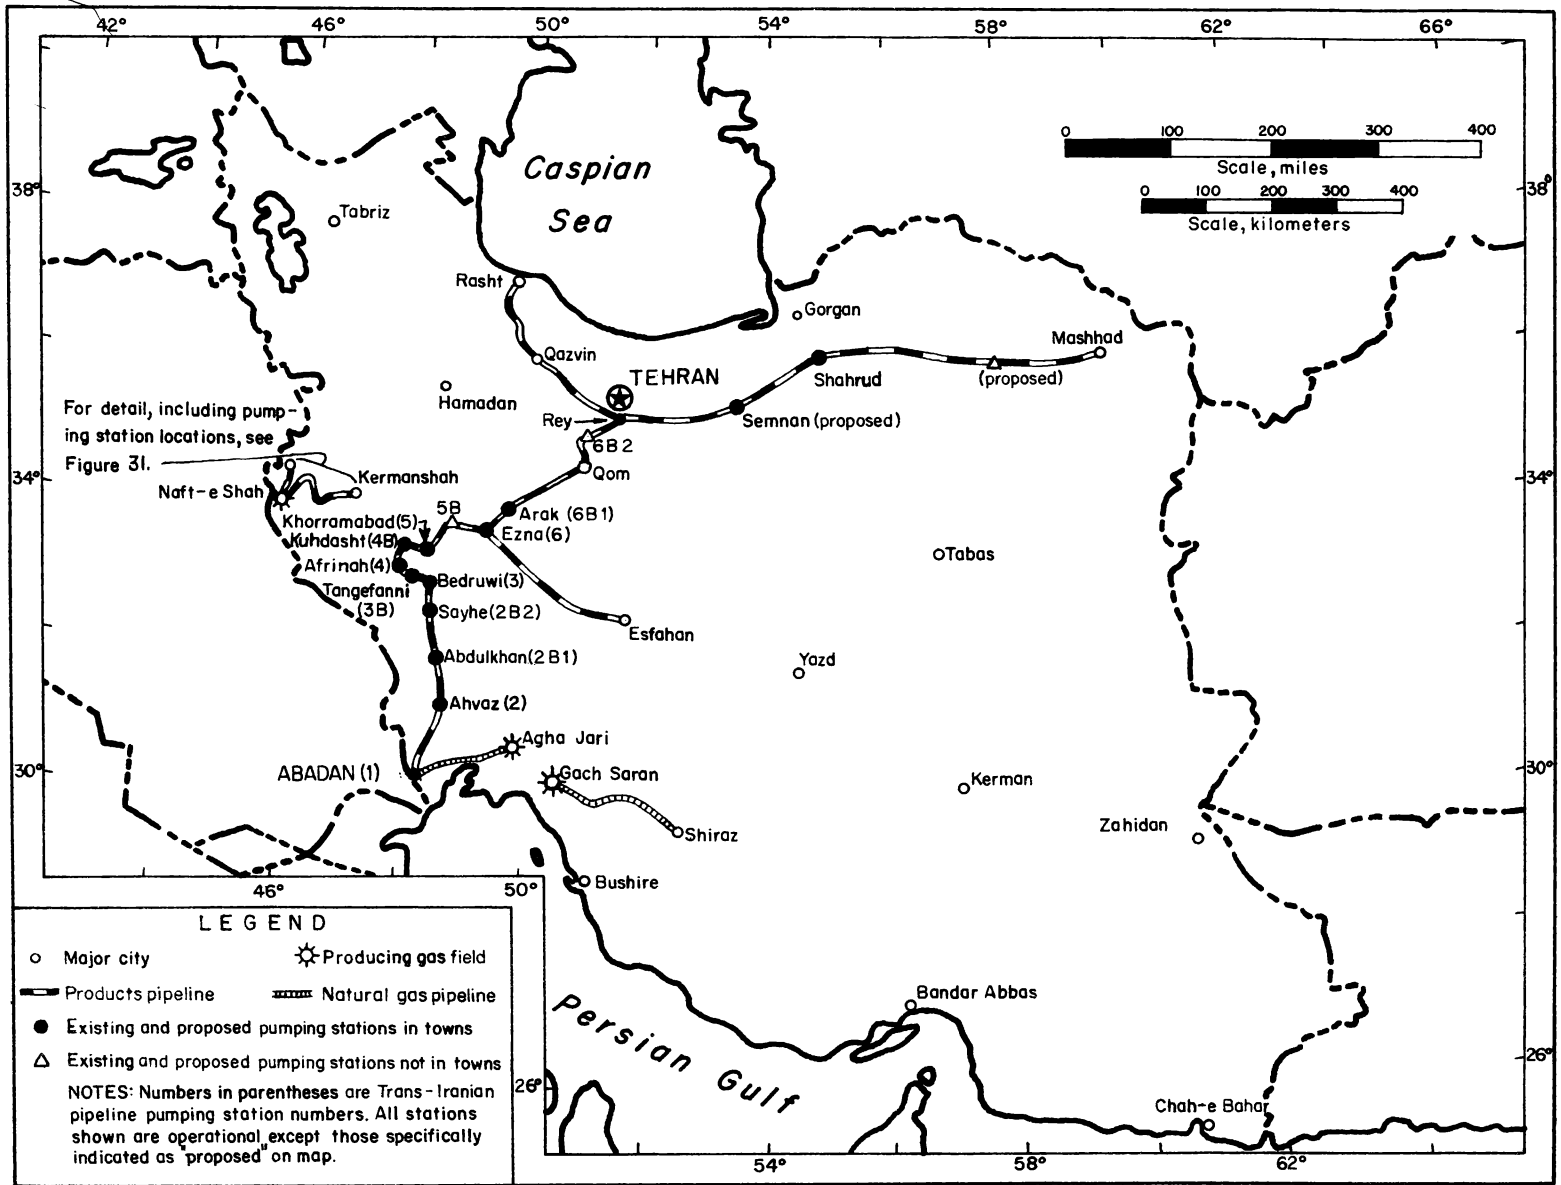 42° 46° 50° 54° 58° 62° 66°
0 100 200 300 400
Scale, miles
0 100 200 300 400
Scale, kilometers
38° 38°
Caspian
Sea
Tabriz
Rasht
Gorgan
Mashhad
Qazvin
TEHRAN
Shahrud
(proposed)
Hamadan
Rey
Semnan (proposed)
For detail, including pump-
ing station locations, see
Figure 31.
6B2
Qom
34° 34°
Kermanshah
Naft-e Shah
5B
Arak (6B1)
Khorramabad(5)
Ezna(6)
Kuhdasht(4B)
Tabas
Afrinah(4)
Bedruwi(3)
Tangefanni
(3B)
Sayhe(2B2)
Esfahan
Abdulkhan(2B1)
Yazd
Ahvaz (2)
Agha Jari
ABADAN (1)
30° 30°
Gach Saran
Kerman
Zahidan
Shiraz
Bushire
46° 50°
Bandar Abbas
Persian Gulf
26° 26°
Chah-e Bahar
54° 58° 62°
LEGEND
Major city
Producing gas field
Products pipeline
Natural gas pipeline
Existing and proposed pumping stations in towns
Existing and proposed pumping stations not in towns
NOTES: Numbers in parentheses are Trans-Iranian
pipeline pumping station numbers. All stations
shown are operational except those specifically
indicated as "proposed" on map.